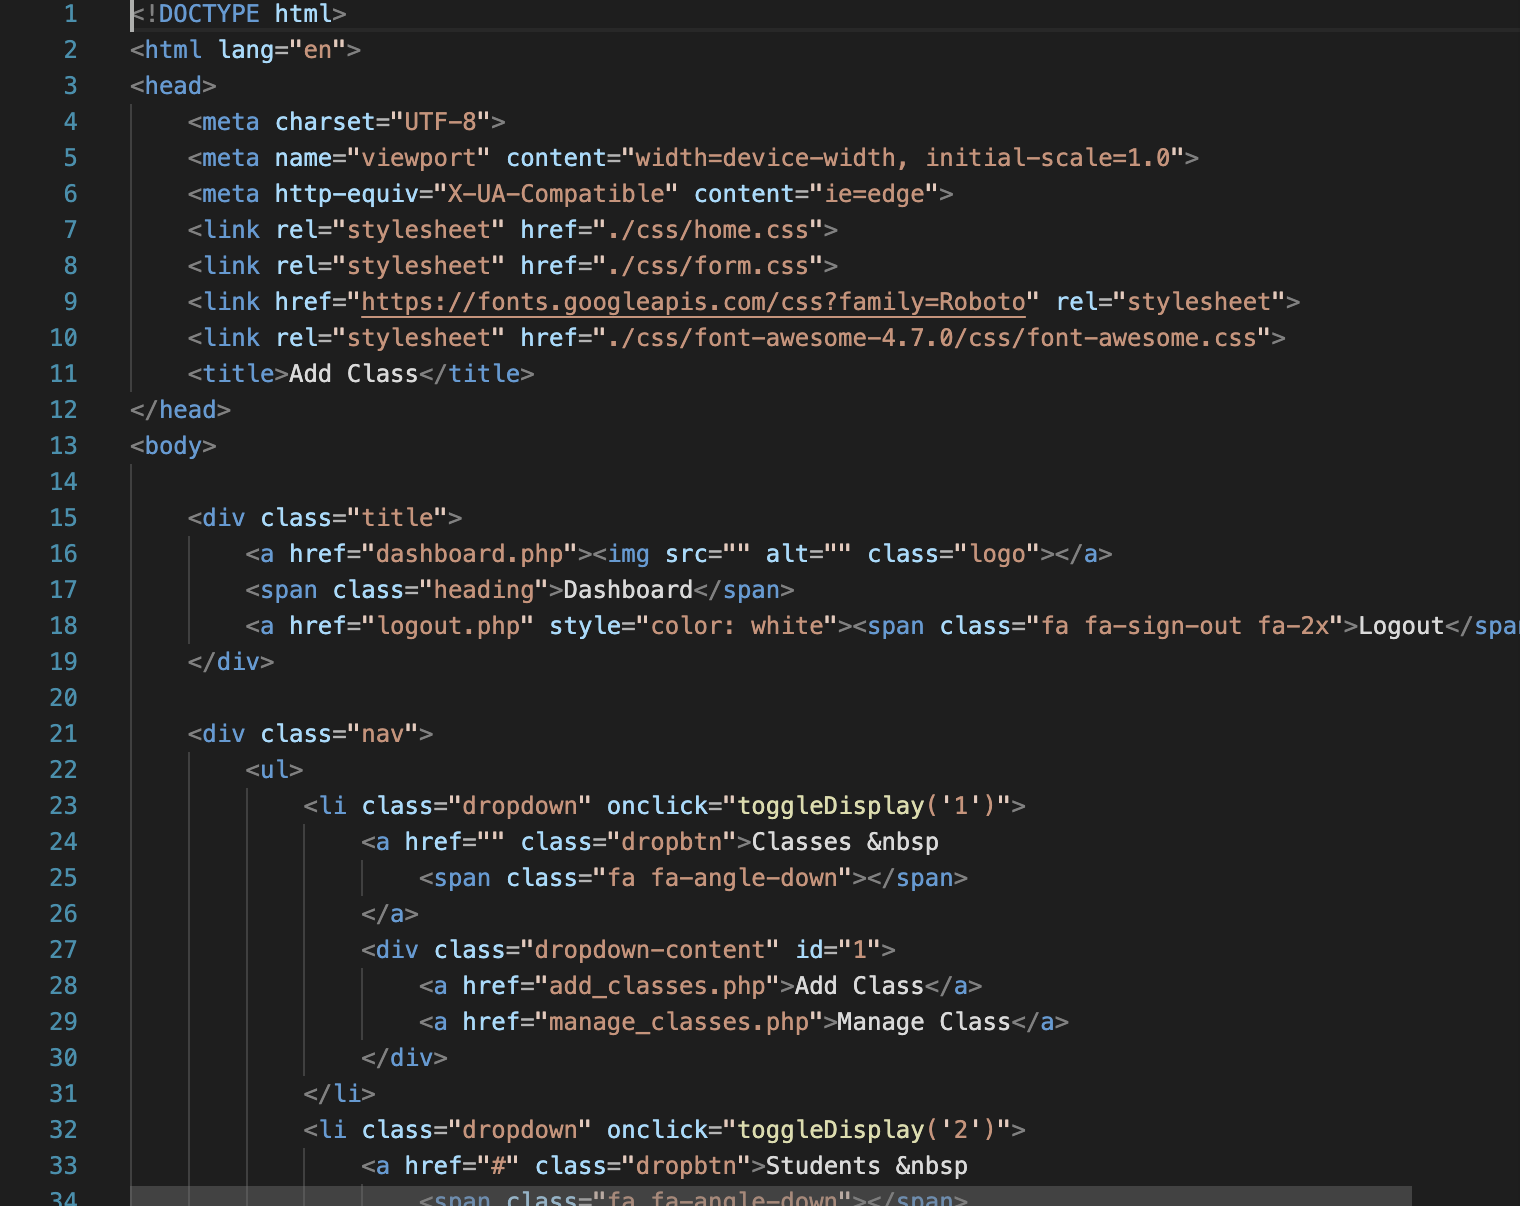 1 <!DOCTYPE html>
2 <html lang="en">
3 <head>
4     <meta charset="UTF-8">
5     <meta name="viewport" content="width=device-width, initial-scale=1.0">
6     <meta http-equiv="X-UA-Compatible" content="ie=edge">
7     <link rel="stylesheet" href="./css/home.css">
8     <link rel="stylesheet" href="./css/form.css">
9     <link href="https://fonts.googleapis.com/css?family=Roboto" rel="stylesheet">
10     <link rel="stylesheet" href="./css/font-awesome-4.7.0/css/font-awesome.css">
11     <title>Add Class</title>
12 </head>
13 <body>
14
15     <div class="title">
16         <a href="dashboard.php"><img src="" alt="" class="logo"></a>
17         <span class="heading">Dashboard</span>
18         <a href="logout.php" style="color: white"><span class="fa fa-sign-out fa-2x">Logout</span
19     </div>
20
21     <div class="nav">
22         <ul>
23             <li class="dropdown" onclick="toggleDisplay('1')">
24                 <a href="" class="dropbtn">Classes &nbsp
25                     <span class="fa fa-angle-down"></span>
26                 </a>
27                 <div class="dropdown-content" id="1">
28                     <a href="add_classes.php">Add Class</a>
29                     <a href="manage_classes.php">Manage Class</a>
30                 </div>
31             </li>
32             <li class="dropdown" onclick="toggleDisplay('2')">
33                 <a href="#" class="dropbtn">Students &nbsp
34                     <span class="fa fa-angle-down"></span>